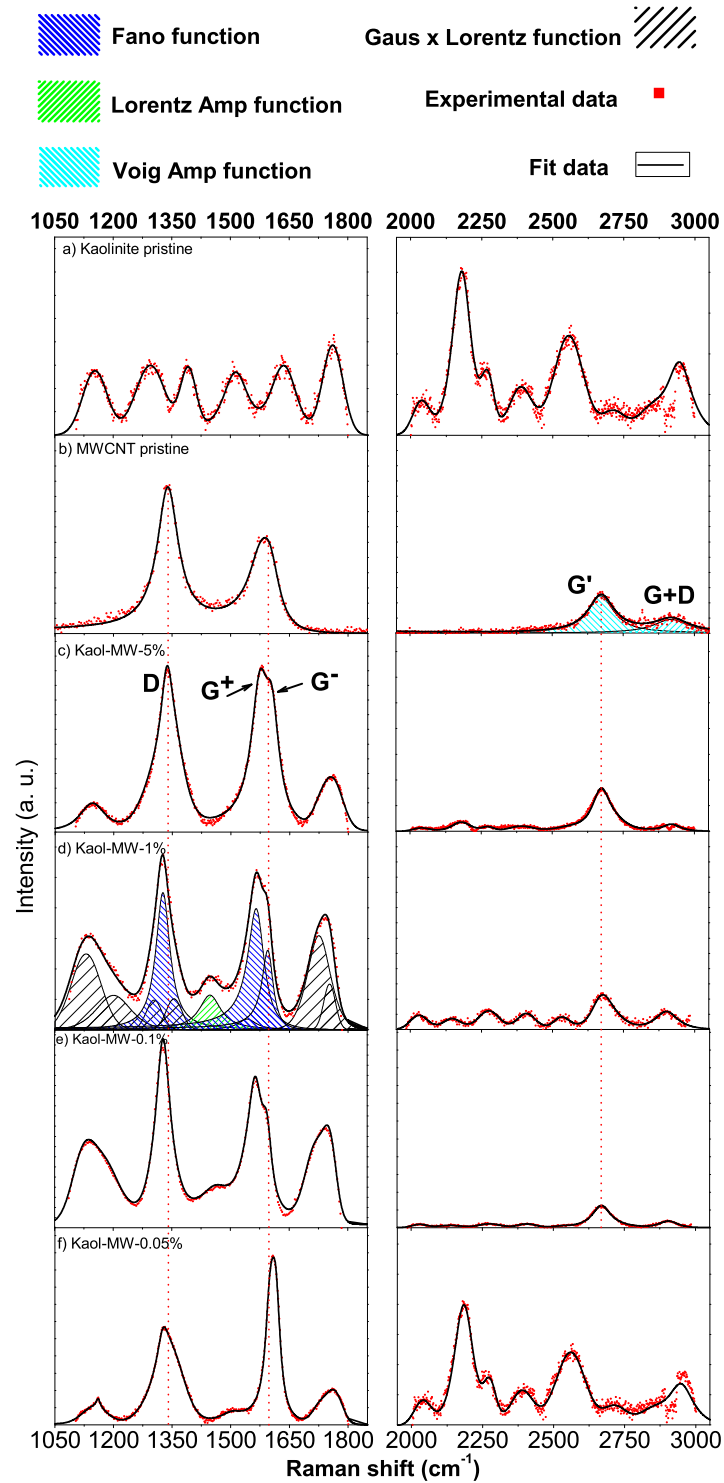 Fano function
Gaus x Lorentz function
Lorentz Amp function
Experimental data
Voig Amp function
Fit data
1050 1200 1350 1500 1650 1800
2000 2250 2500 2750 3000
a) Kaolinite pristine
b) MWCNT pristine
G'
G+D
c) Kaol-MW-5%
D
G+
G-
d) Kaol-MW-1%
e) Kaol-MW-0.1%
f) Kaol-MW-0.05%
Intensity (a. u.)
1050 1200 1350 1500 1650 1800
2000 2250 2500 2750 3000
Raman shift (cm-1)